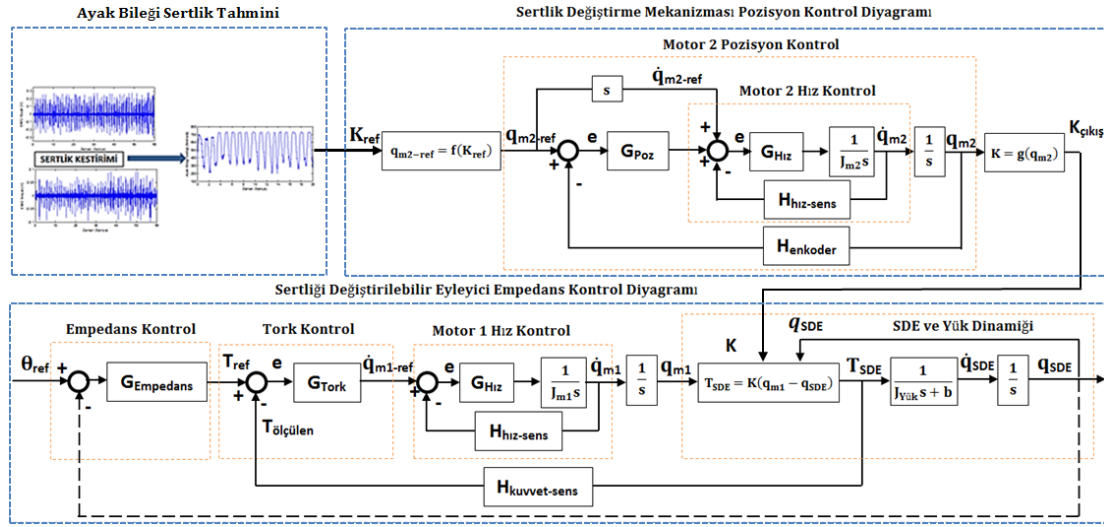 Ayak Bileği Sertlik Tahmini
SERTLİK KESTİRİMİ
Sertlik Değiştirme Mekanizması Pozisyon Kontrol Diyagramı
Motor 2 Pozisyon Kontrol
q̇m2-ref
s
Motor 2 Hız Kontrol
Kref
qm2-ref = f(Kref)
qm2-ref
+
-
e
GPoz
+
+
-
e
GHız
1/Jm2s
q̇m2
1/s
qm2
K = g(qm2)
Kçıkış
Hhız-sens
Henkoder
Sertliği Değiştirilebilir Eyleyici Empedans Kontrol Diyagramı
Empedans Kontrol
Tork Kontrol
Motor 1 Hız Kontrol
SDE ve Yük Dinamiği
qSDE
K
θref
+
-
GEmpedans
Tref
+
-
e
GTork
q̇m1-ref
+
-
e
GHız
1/Jm1s
q̇m1
1/s
qm1
TSDE = K(qm1 − qSDE)
TSDE
1/JYüks + b
q̇SDE
1/s
qSDE
Tölçülen
Hhız-sens
Hkuvvet-sens